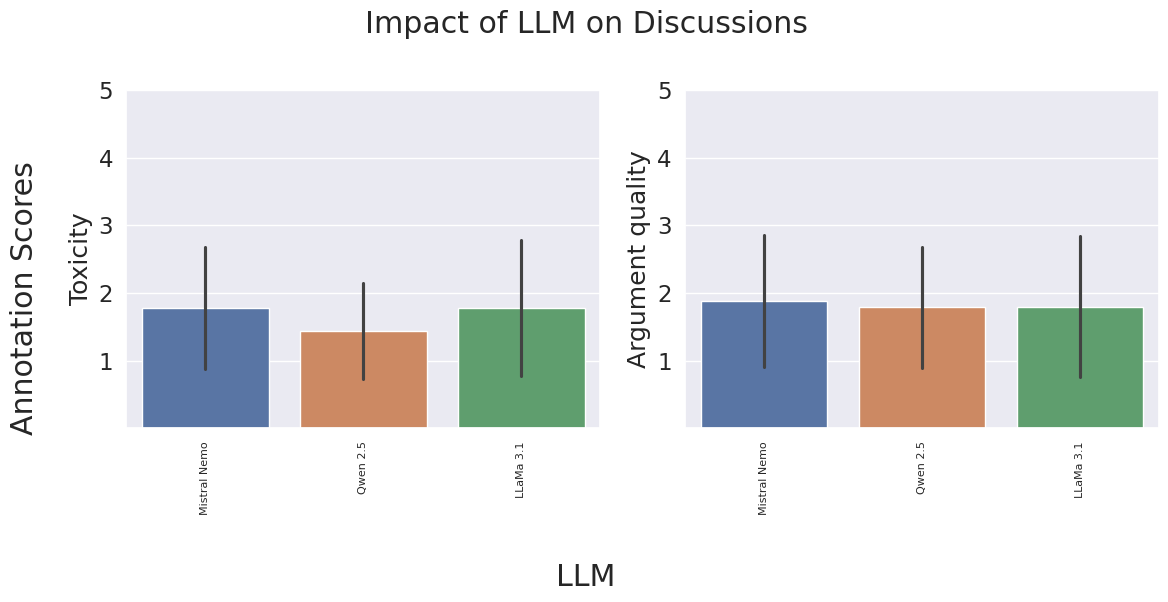 Impact of LLM on Discussions
Annotation Scores
Toxicity
5
4
3
2
1
Mistral Nemo
Qwen 2.5
LLaMa 3.1
Argument quality
5
4
3
2
1
Mistral Nemo
Qwen 2.5
LLaMa 3.1
LLM